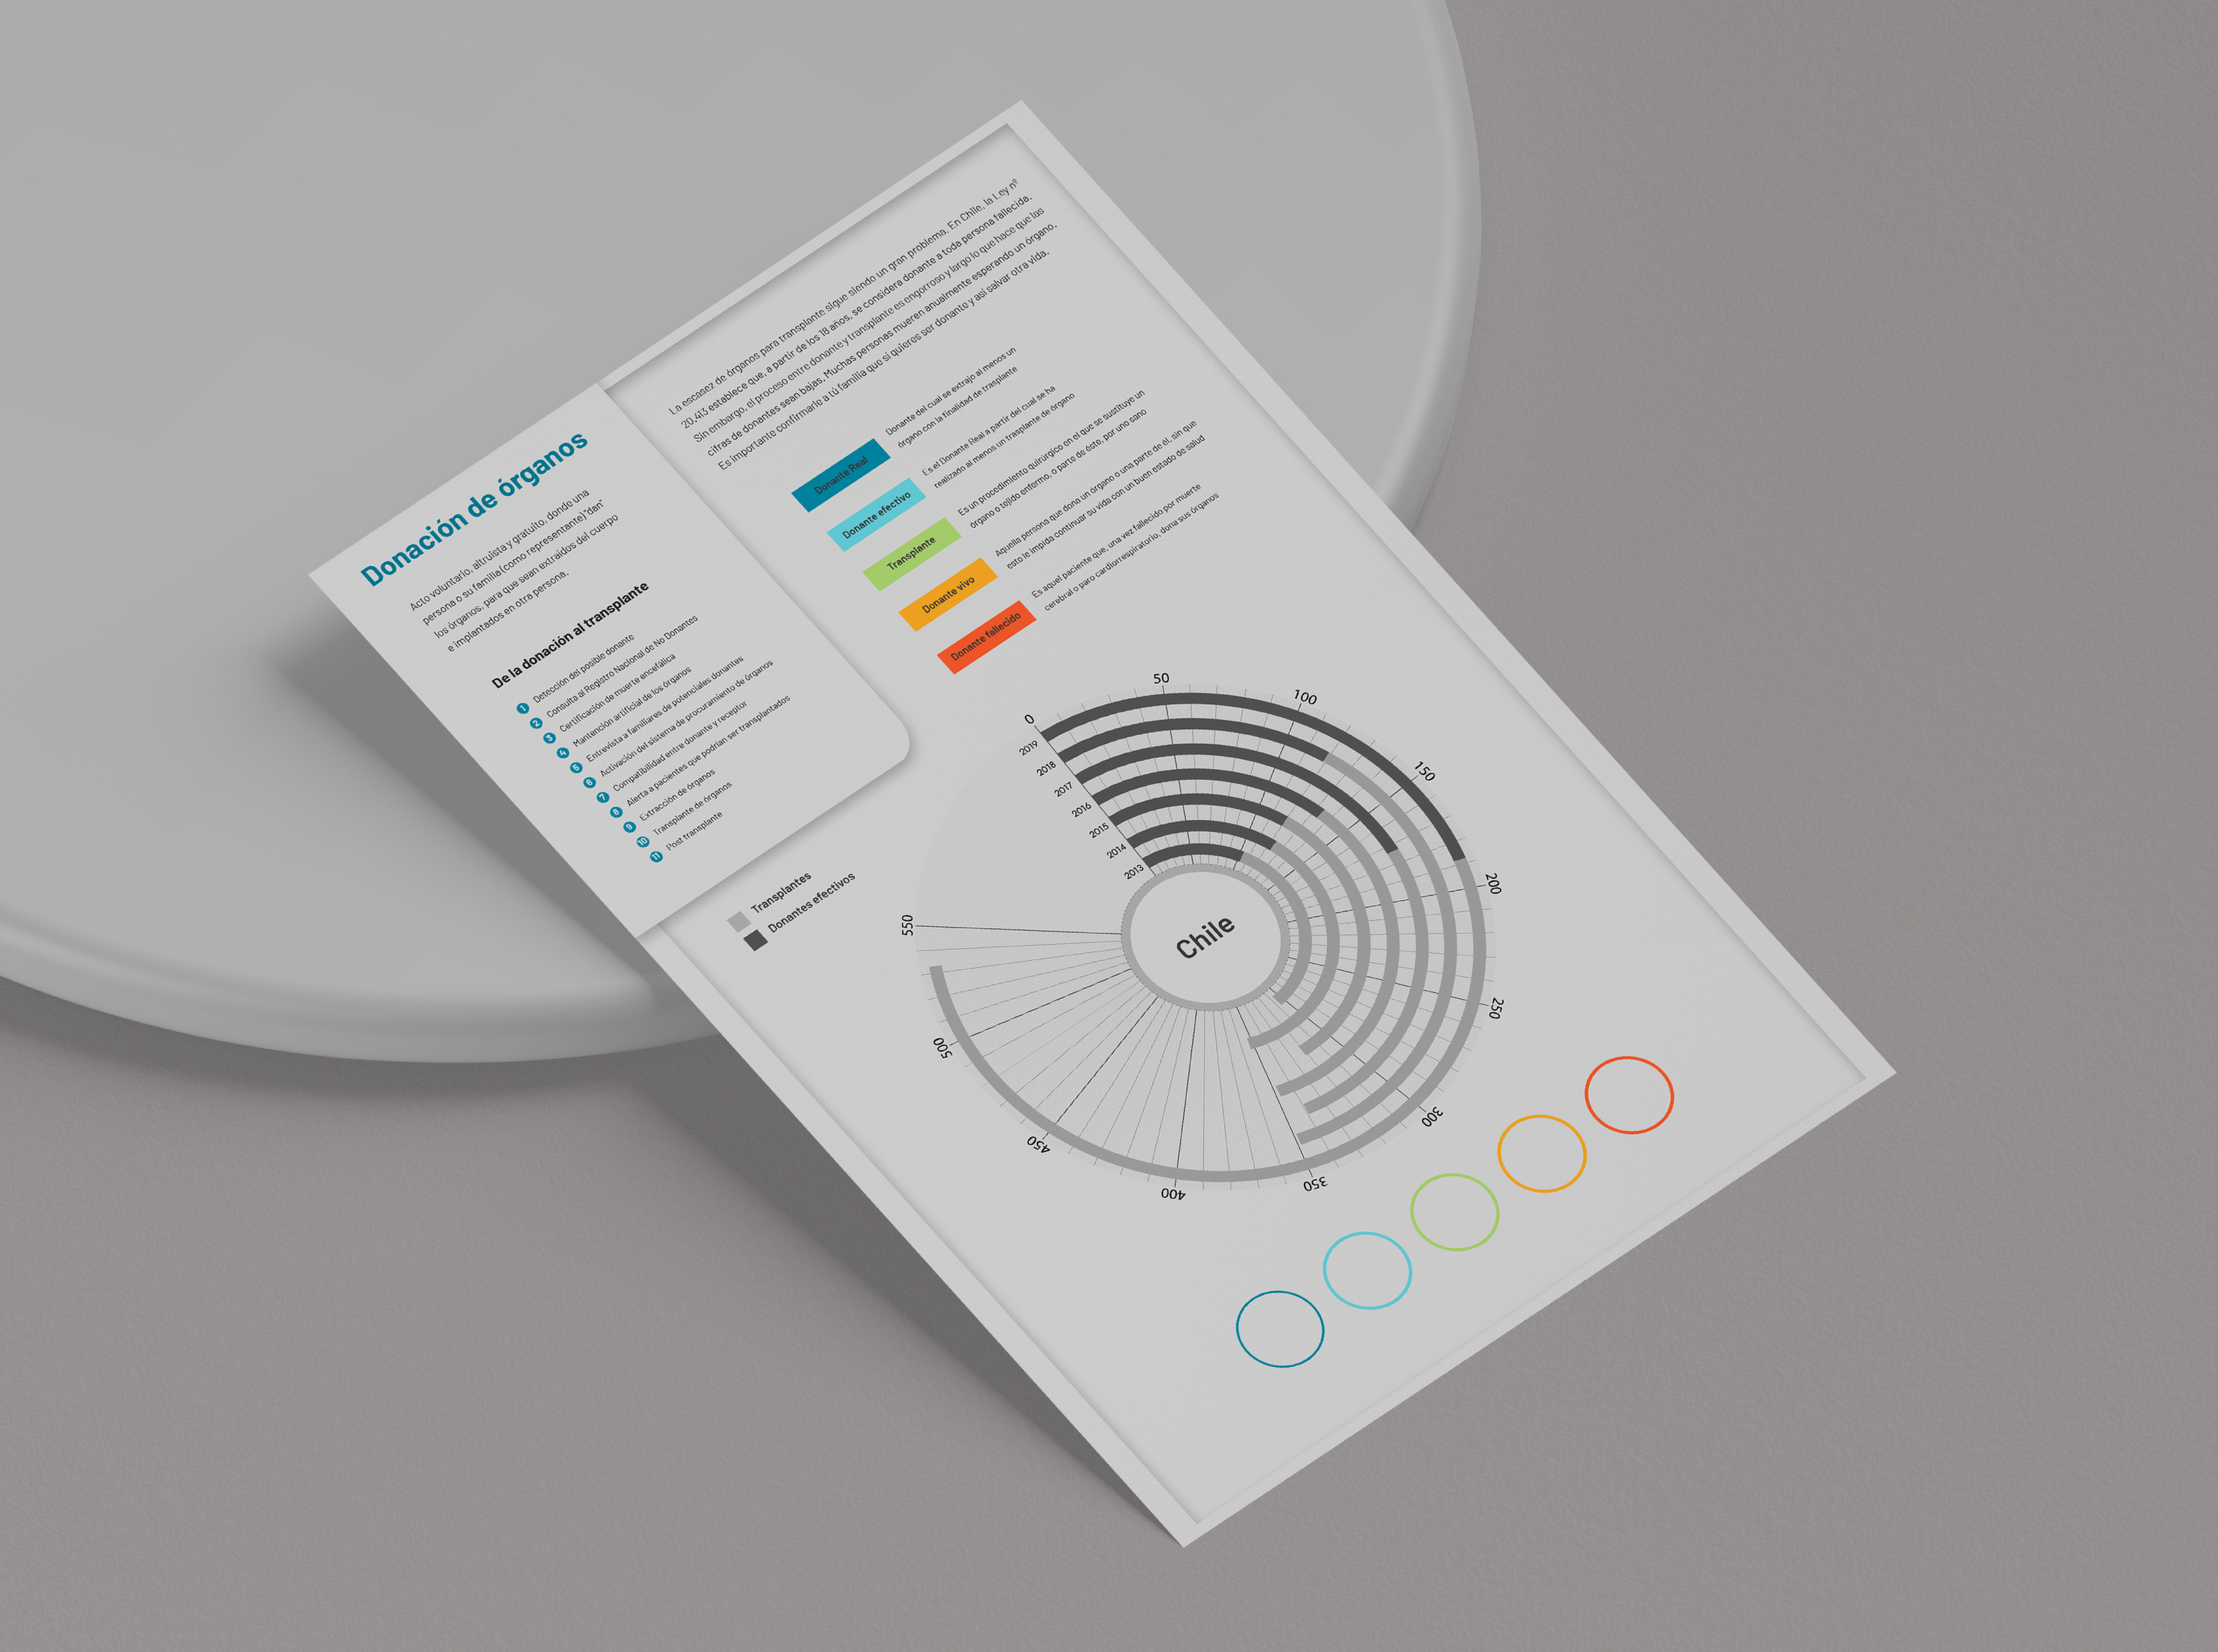 Donación de órganos
Acto voluntario, altruista y gratuito, dondo una
persona o su familia (como representante) "dan"
los órganos, para que sean extraídos del cuerpo
e implantados en otra persona.
De la donación al transplante
1 Detección del posible donante
2 Consulta al Registro Nacional de No Donantes
3 Certificación de muerte encefálica
4 Mantención artificial de los órganos
5 Entrevista a familiares de potenciales donantes
6 Activación del sistema de procuramiento de órganos
7 Compatibilidad entre donante y receptor
8 Alerta a pacientes que podrían ser transplantados
9 Extracción de órganos
10 Transplante de órganos
11 Post transplante
La escasez de órganos para transplante sigue siendo un gran problema. En Chile, la Ley nº
20.413 establece que, a partir de los 18 años, se considera donante a toda persona fallecida.
Sin embargo, el proceso entre donante y transplante es engorroso y largo lo que hace que las
cifras de donantes sean bajas. Muchas personas mueren anualmente esperando un órgano.
Es importante confirmarle a tú familia que si quieres ser donante y así salvar otra vida.
Donante Real
Donante del cual se extrajo al menos un
órgano con la finalidad de trasplante
Donante efectivo
Es el Donante Real a partir del cual se ha
realizado al menos un trasplante de órgano
Transplante
Es un procedimiento quirúrgico en el que se sustituye un
órgano o tejido enfermo, o parte de éste, por uno sano
Donante vivo
Aquella persona que dona un órgano o una parte de él, sin que
esto le impida continuar su vida con un buen estado de salud
Donante fallecido
Es aquel paciente que, una vez fallecido por muerte
cerebral o paro cardiorrespiratorio, dona sus órganos
Transplantes
Donantes efectivos
0
50
100
150
200
250
300
350
400
450
500
550
2019
2018
2017
2016
2015
2014
2013
Chile